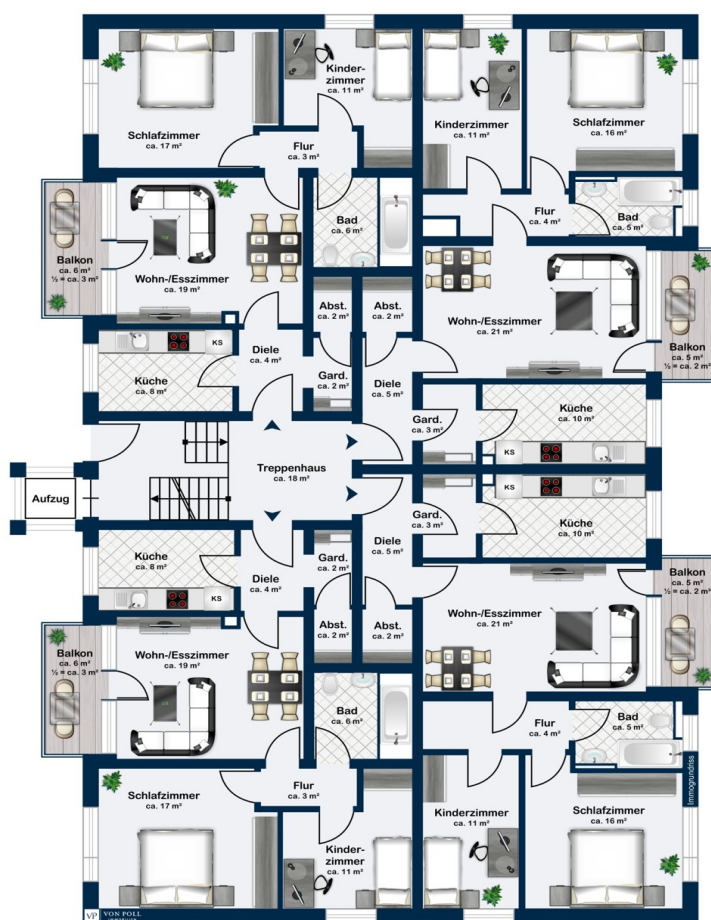 Kinder-
zimmer
ca. 11 m²
Schlafzimmer
ca. 17 m²
Kinderzimmer
ca. 11 m²
Schlafzimmer
ca. 16 m²
Flur
ca. 3 m²
Flur
ca. 4 m²
Bad
ca. 5 m²
Bad
ca. 6 m²
Balkon
ca. 6 m²
½ = ca. 3 m²
Wohn-/Esszimmer
ca. 19 m²
Abst.
ca. 2 m²
Abst.
ca. 2 m²
Wohn-/Esszimmer
ca. 21 m²
Balkon
ca. 5 m²
½ = ca. 2 m²
KS
Diele
ca. 4 m²
Gard.
ca. 2 m²
Diele
ca. 5 m²
Küche
ca. 8 m²
Gard.
ca. 3 m²
Küche
ca. 10 m²
KS
Treppenhaus
ca. 18 m²
Aufzug
KS
Gard.
ca. 3 m²
Küche
ca. 10 m²
Küche
ca. 8 m²
Diele
ca. 4 m²
Gard.
ca. 2 m²
Diele
ca. 5 m²
KS
Balkon
ca. 5 m²
½ = ca. 2 m²
Wohn-/Esszimmer
ca. 21 m²
Abst.
ca. 2 m²
Abst.
ca. 2 m²
Balkon
ca. 6 m²
½ = ca. 3 m²
Wohn-/Esszimmer
ca. 19 m²
Bad
ca. 6 m²
Flur
ca. 4 m²
Bad
ca. 5 m²
Flur
ca. 3 m²
Schlafzimmer
ca. 17 m²
Kinderzimmer
ca. 11 m²
Schlafzimmer
ca. 16 m²
Kinder-
zimmer
ca. 11 m²
Immogrundriss
VP VON POLL
IMMOBILIEN